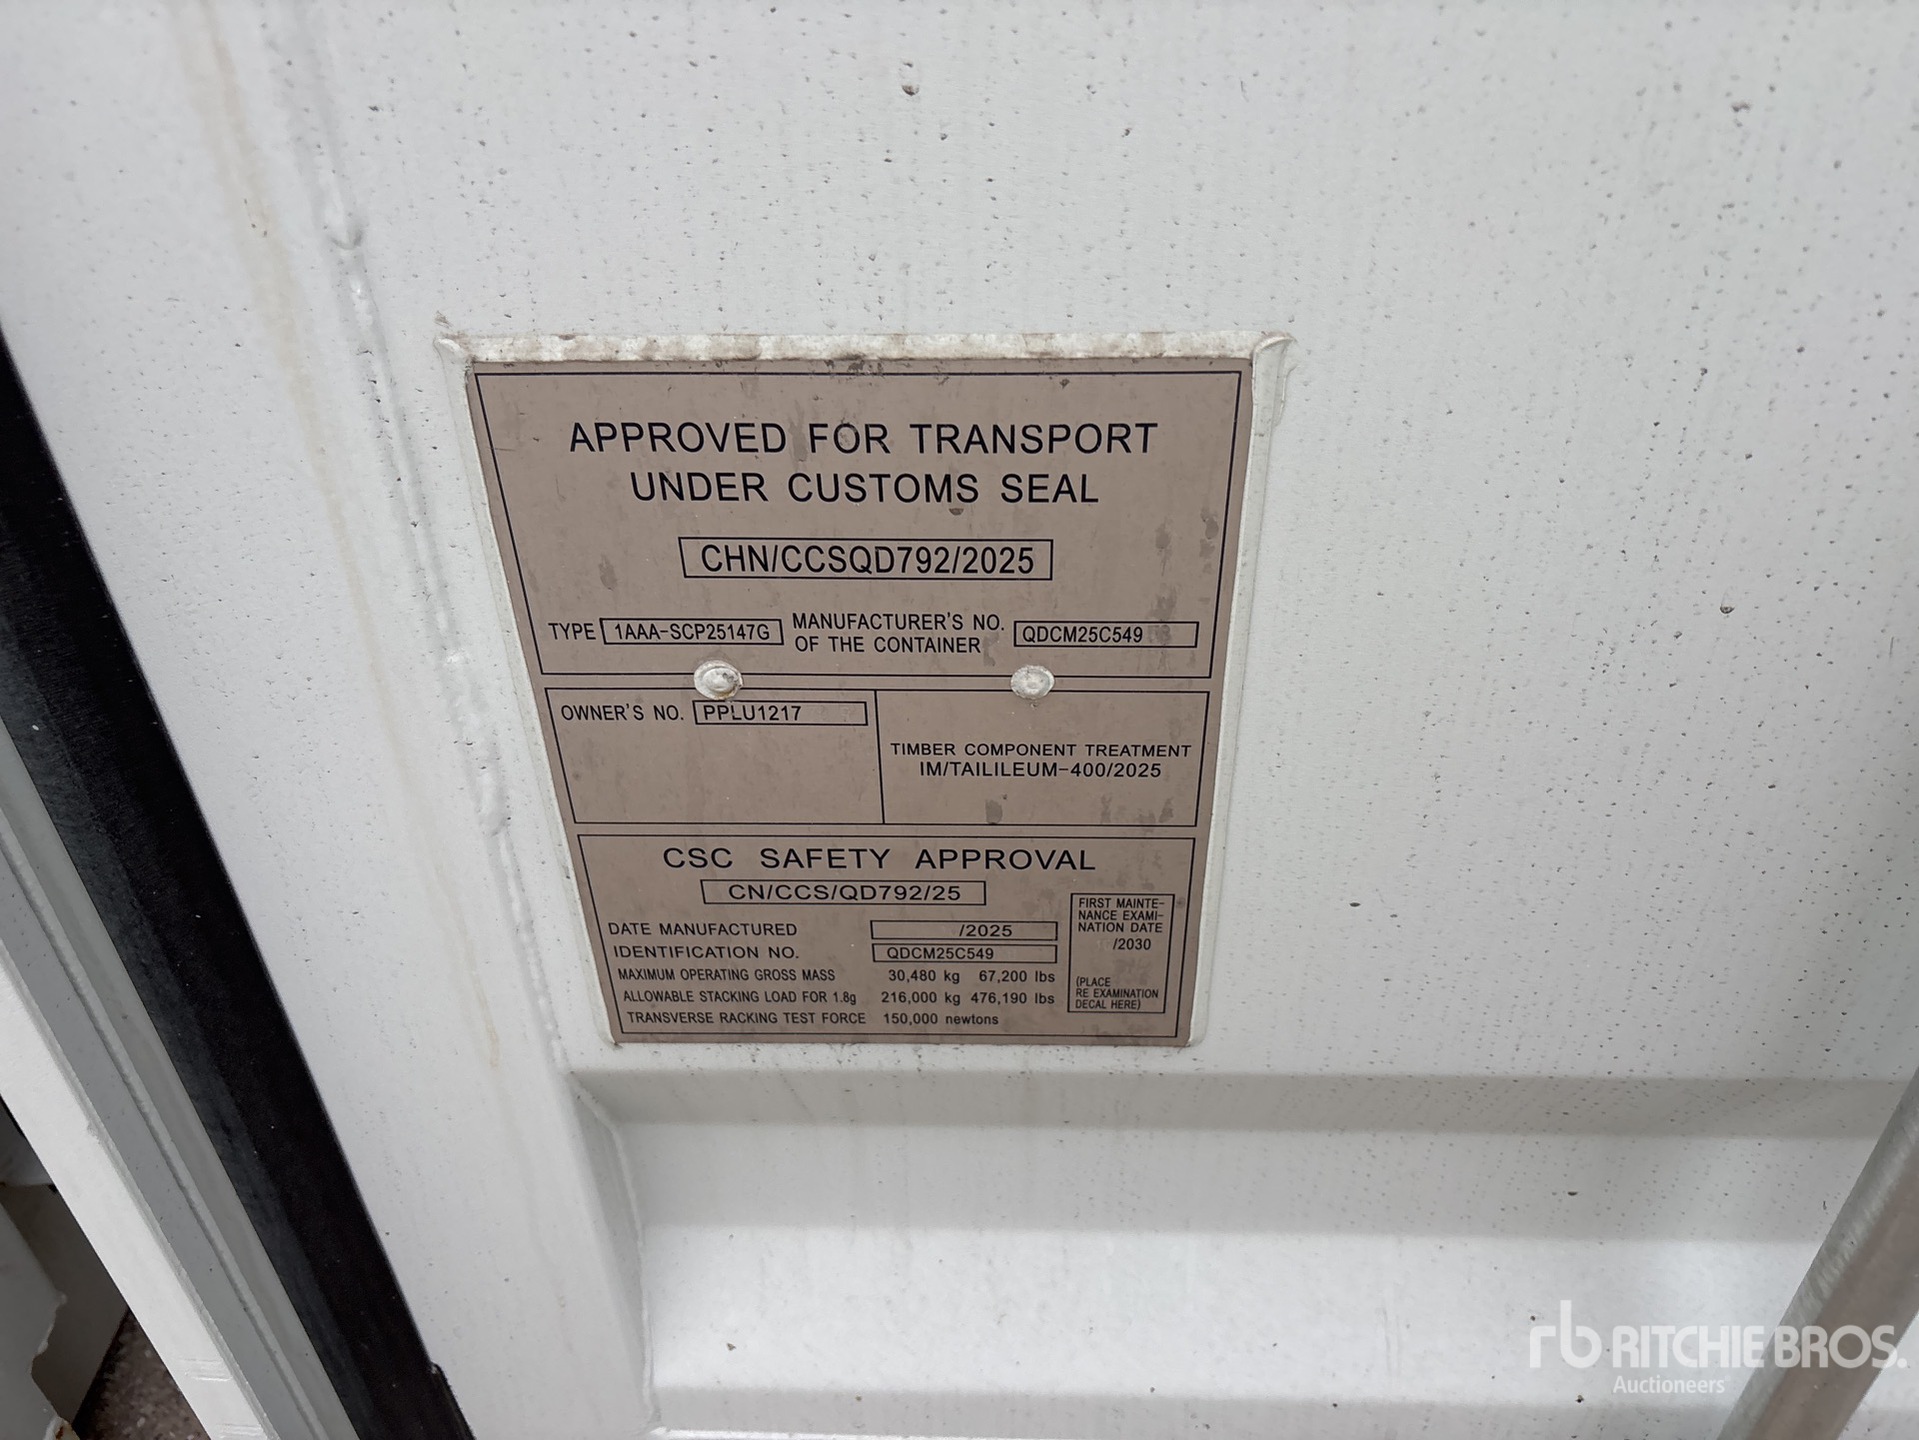 APPROVED FOR TRANSPORT
UNDER CUSTOMS SEAL
CHN/CCSQD792/2025
TYPE 1AAA-SCP25147G MANUFACTURER'S NO. OF THE CONTAINER QDCM25C549
OWNER'S NO. PPLU1217
TIMBER COMPONENT TREATMENT
IM/TAILILEUM-400/2025
CSC SAFETY APPROVAL
CN/CCS/QD792/25
DATE MANUFACTURED /2025
IDENTIFICATION NO. QDCM25C549
MAXIMUM OPERATING GROSS MASS 30,480 kg 67,200 lbs
ALLOWABLE STACKING LOAD FOR 1.8g 216,000 kg 476,190 lbs
TRANSVERSE RACKING TEST FORCE 150,000 newtons
FIRST MAINTE-
NANCE EXAMI-
NATION DATE
/2030
(PLACE
RE EXAMINATION
DECAL HERE)
rb RITCHIE BROS.
Auctioneers